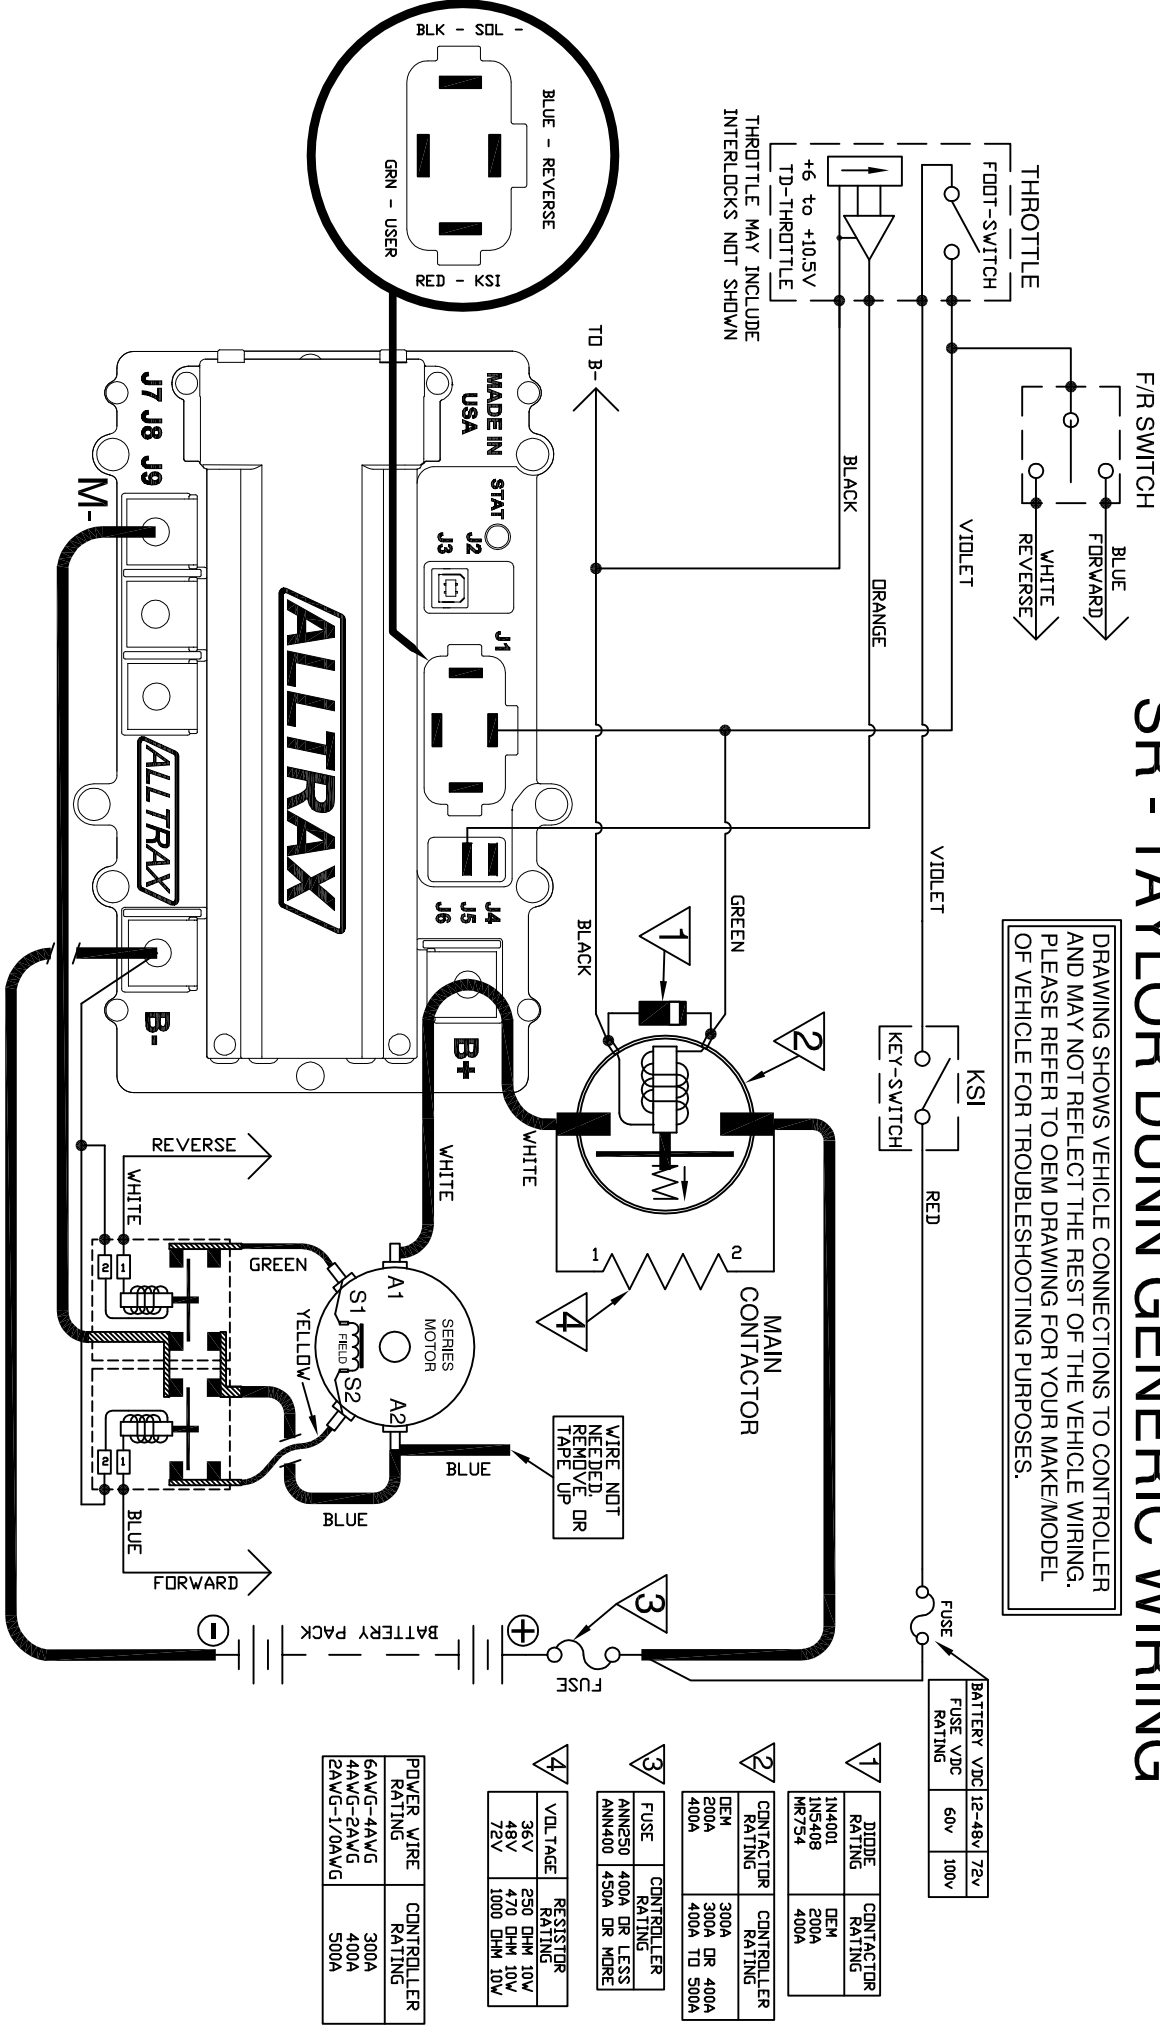 SR - TAYLOR DUNN GENERIC WIRING
DRAWING SHOWS VEHICLE CONNECTIONS TO CONTROLLER
AND MAY NOT REFLECT THE REST OF THE VEHICLE WIRING.
PLEASE REFER TO OEM DRAWING FOR YOUR MAKE/MODEL
OF VEHICLE FOR TROUBLESHOOTING PURPOSES.
F/R SWITCH
BLUE
FORWARD
WHITE
REVERSE
THROTTLE
FOOT-SWITCH
+6 to +10.5V
TD-THROTTLE
THROTTLE MAY INCLUDE
INTERLOCKS NOT SHOWN
VIOLET
VIOLET
ORANGE
BLACK
TO B-
KSI
KEY-SWITCH
RED
FUSE
BATTERY VDC 12-48v 72v
FUSE VDC
RATING
60v 100v
GREEN
BLACK
1
2
MAIN
CONTACTOR
2
1
4
WHITE
WHITE
BLUE - REVERSE
BLK - SOL -
RED - KSI
GRN - USER
MADE IN
USA
STAT
J2
J3
J1
J4
J5
J6
B+
ALLTRAX
ALLTRAX
J7 J8 J9
M-
B-
SERIES
MOTOR
A1
A2
S1
FIELD
S2
GREEN
YELLOW
BLUE
BLUE
WIRE NOT
NEEDED.
REMOVE OR
TAPE UP
REVERSE
WHITE
2
1
2
1
BLUE
FORWARD
3
FUSE
+
BATTERY PACK
-
1
DIODE
RATING
CONTACTOR
RATING
1N4001 OEM
1N5408 200A
MR754 400A
2
CONTACTOR
RATING
CONTROLLER
RATING
OEM 300A
200A 300A OR 400A
400A 400A TO 500A
3
FUSE
CONTROLLER
RATING
ANN250 400A OR LESS
ANN400 450A OR MORE
4
VOLTAGE
RESISTOR
RATING
36V 250 OHM 10W
48V 470 OHM 10W
72V 1000 OHM 10W
POWER WIRE
RATING
CONTROLLER
RATING
6AWG-4AWG 300A
4AWG-2AWG 400A
2AWG-1/0AWG 500A